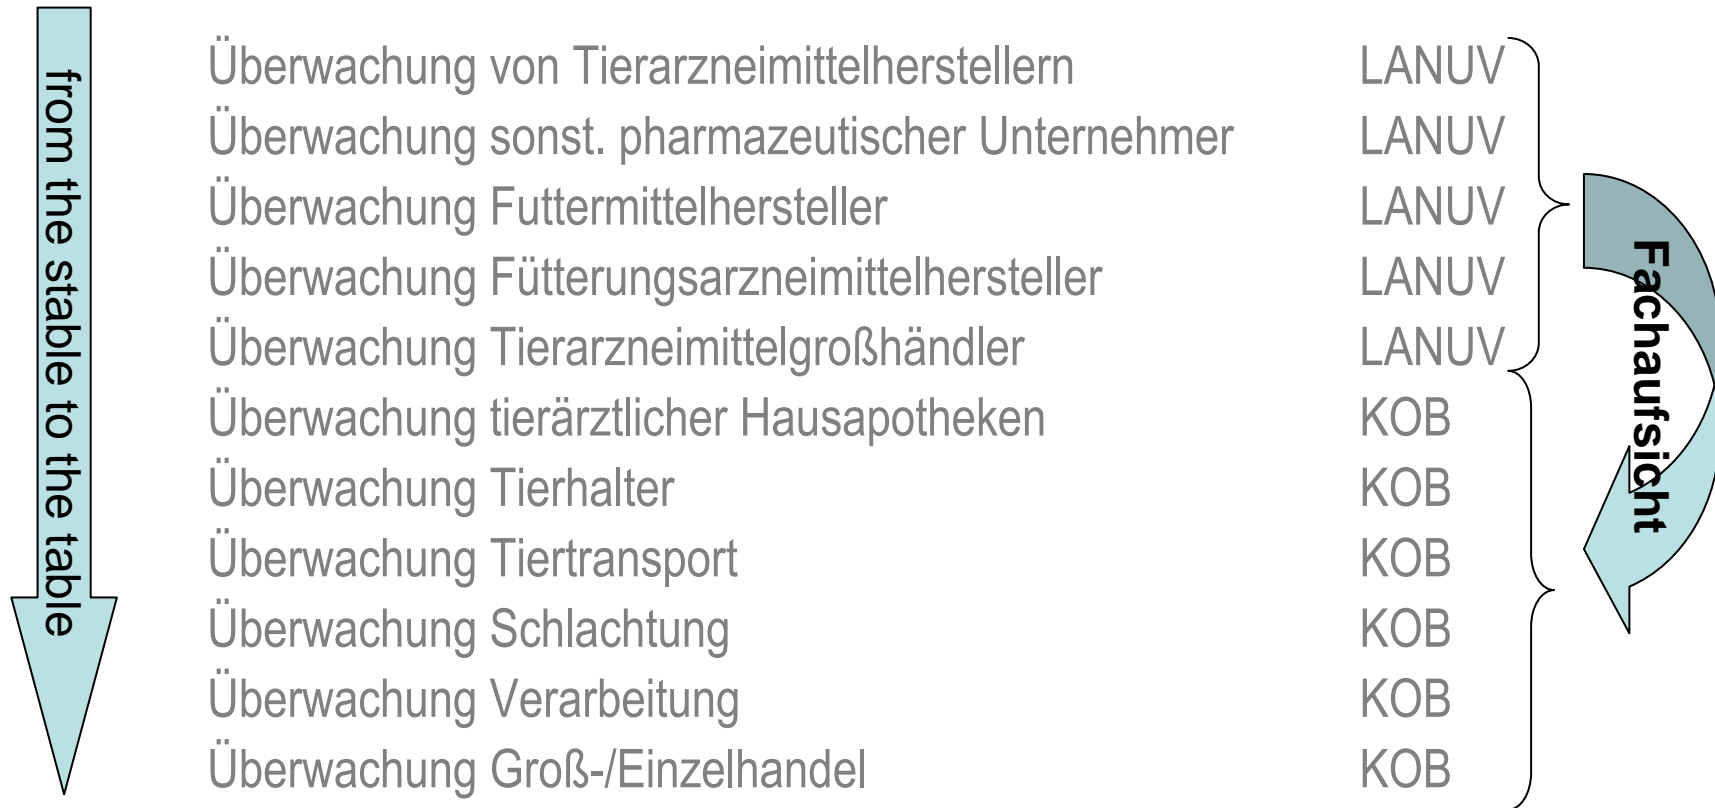 from the stable to the table
Überwachung von Tierarzneimittelherstellern LANUV
Überwachung sonst. pharmazeutischer Unternehmer LANUV
Überwachung Futtermittelhersteller LANUV
Überwachung Fütterungsarzneimittelhersteller LANUV
Überwachung Tierarzneimittelgroßhändler LANUV
Überwachung tierärztlicher Hausapotheken KOB
Überwachung Tierhalter KOB
Überwachung Tiertransport KOB
Überwachung Schlachtung KOB
Überwachung Verarbeitung KOB
Überwachung Groß-/Einzelhandel KOB
Fachaufsicht